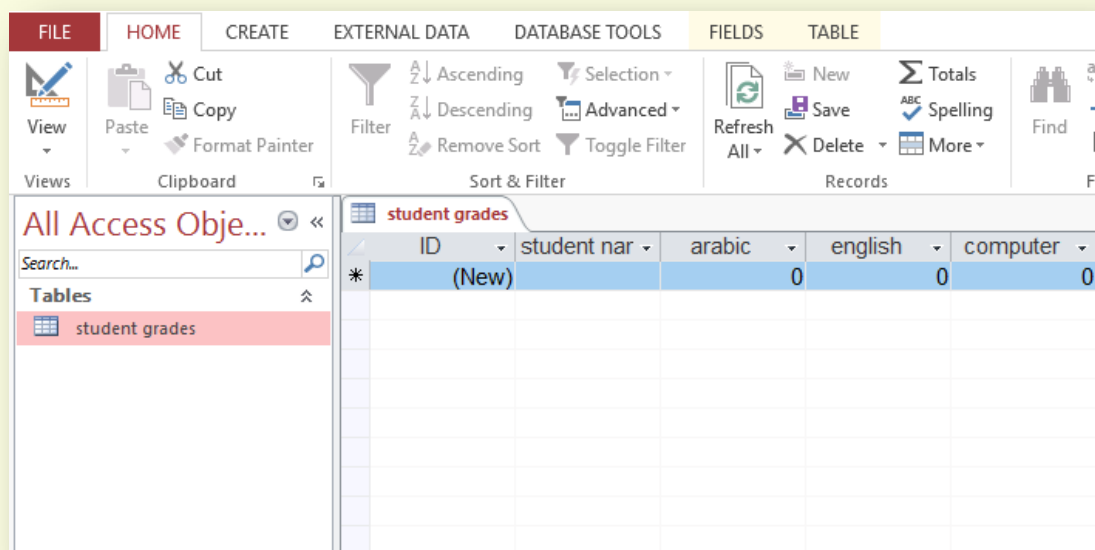 FILE HOME CREATE EXTERNAL DATA DATABASE TOOLS FIELDS TABLE
View
Views
Paste
Cut
Copy
Format Painter
Clipboard
Filter
Ascending
Descending
Remove Sort
Selection
Advanced
Toggle Filter
Sort & Filter
Refresh
All
New
Save
Delete
Totals
ABC
Spelling
More
Records
Find
All Access Obje...
Search...
Tables
student grades
student grades
ID student nar arabic english computer
(New) 0 0 0